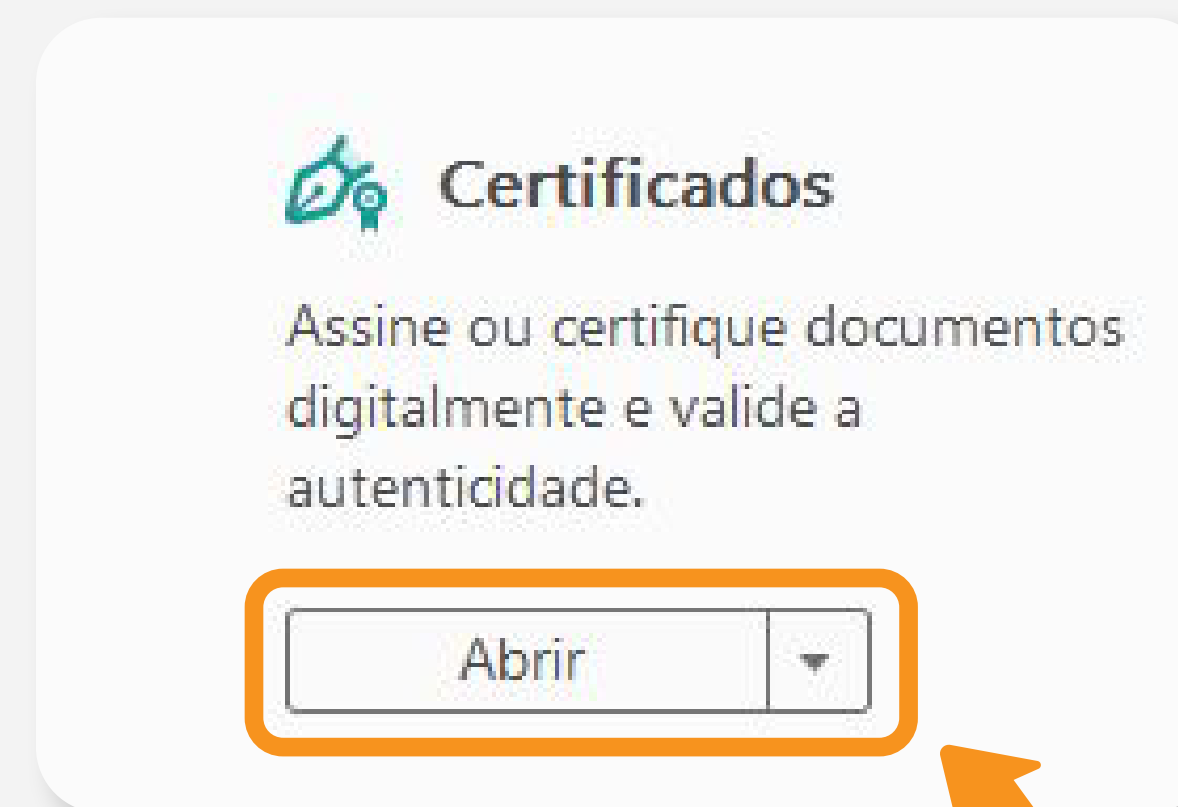 Certificados
Assine ou certifique documentos
digitalmente e valide a
autenticidade.
Abrir